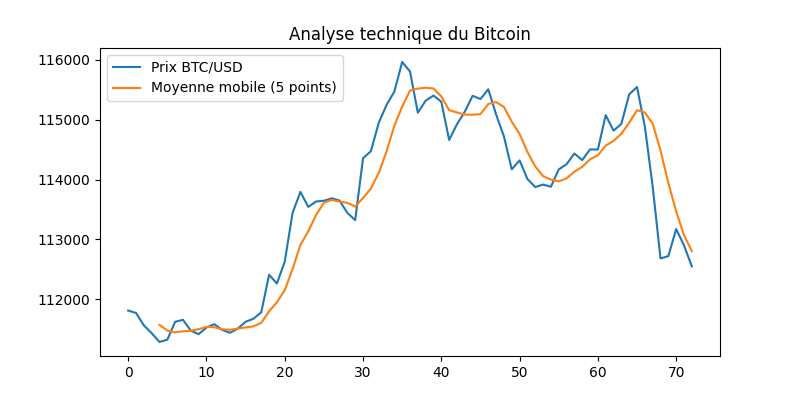 Analyse technique du Bitcoin
Prix BTC/USD
Moyenne mobile (5 points)
116000
115000
114000
113000
112000
0 10 20 30 40 50 60 70